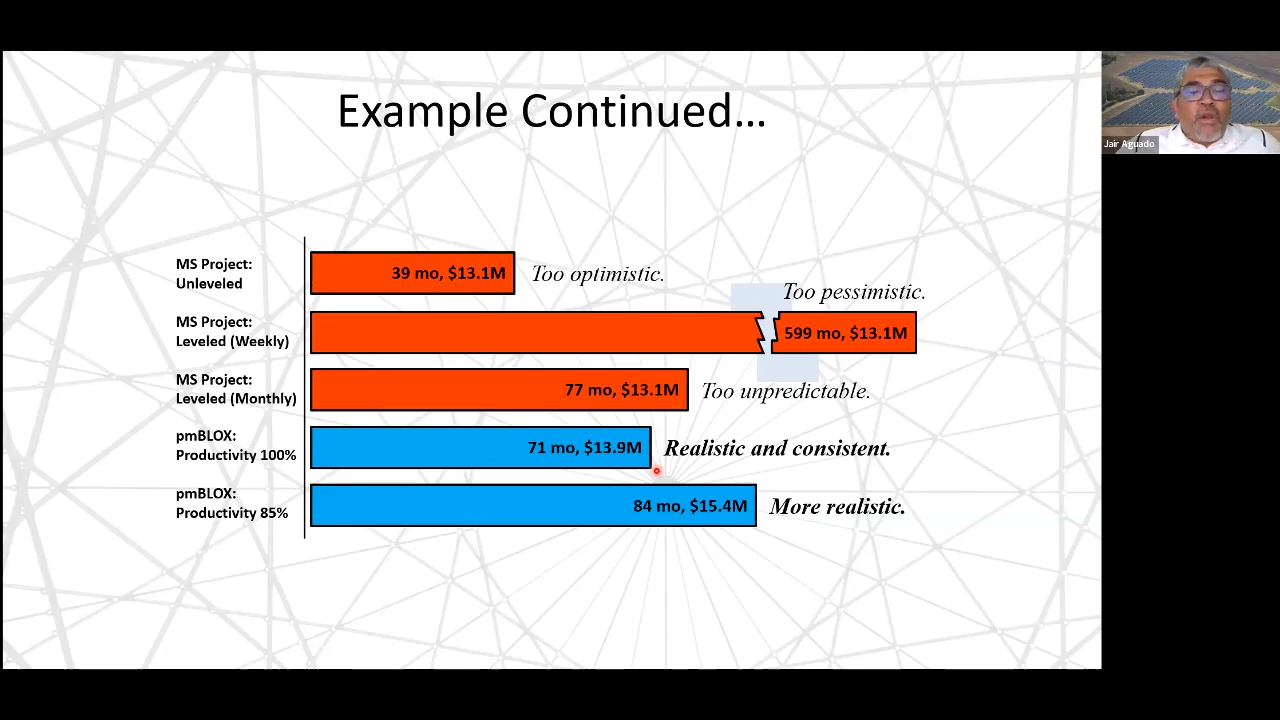 Example Continued...
Jair Aguado
MS Project:
Unleveled
39 mo, $13.1M
Too optimistic.
Too pessimistic.
MS Project:
Leveled (Weekly)
599 mo, $13.1M
MS Project:
Leveled (Monthly)
77 mo, $13.1M
Too unpredictable.
pmBLOX:
Productivity 100%
71 mo, $13.9M
Realistic and consistent.
pmBLOX:
Productivity 85%
84 mo, $15.4M
More realistic.